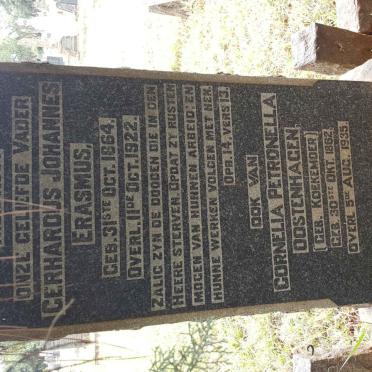 ONZE GELIEFDE VADER
GERHARDUS JOHANNES
ERASMUS
GEB. 31STE OCT. 1864.
OVERL. 11DE OCT. 1922.
ZALIG ZYN DE DOODEN DIE IN DEN
HEERE STERVEN. OPDAT ZY RUSTEN
MOGEN VAN HUNNEN ARBEID: EN
HUNNE WERKEN VOLGEN MET HEN.
OPB. 14. VERS 13.
OOK VAN
CORNELIA PETRONELLA
OOSTENHAGEN,
(GEB. KOEKEMOER)
GEB. 30STE OKT. 1862.
OVERL. 5DE AUG. 1935.